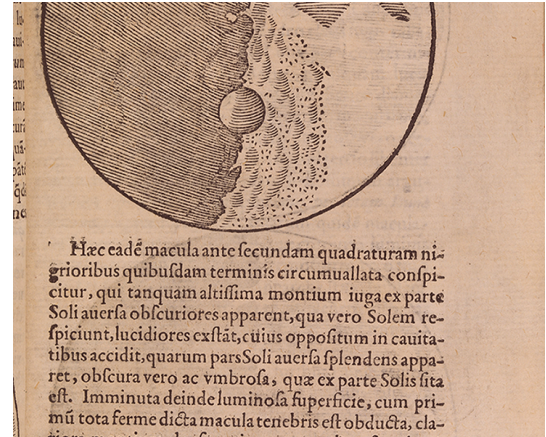 Hæc eadē macula ante ſecundam quadraturam ni-
grioribus quibuſdam terminis circumuallata conſpi-
citur, qui tanquam altiſſima montium iuga ex parte
Soli auerſa obſcuriores apparent, qua vero Solem re-
ſpiciunt, lucidiores exſtāt, cuius oppoſitum in cauita-
tibus accidit, quarum pars Soli auerſa ſplendens appa-
ret, obſcura vero ac vmbroſa, quæ ex parte Solis ſita
eſt. Imminuta deinde luminoſa ſuperficie, cum pri-
mū tota ferme dicta macula tenebris eſt obducta, cla-